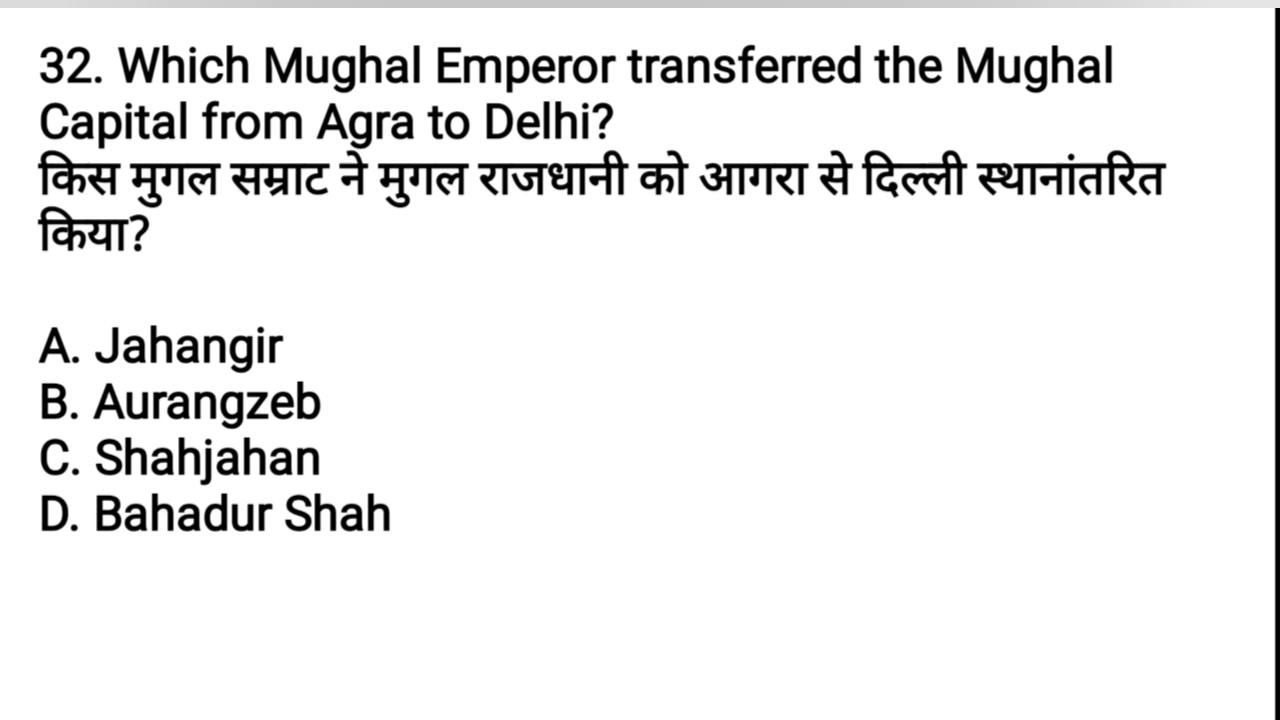 32. Which Mughal Emperor transferred the Mughal
Capital from Agra to Delhi?
किस मुगल सम्राट ने मुगल राजधानी को आगरा से दिल्ली स्थानांतरित
किया?
A. Jahangir
B. Aurangzeb
C. Shahjahan
D. Bahadur Shah